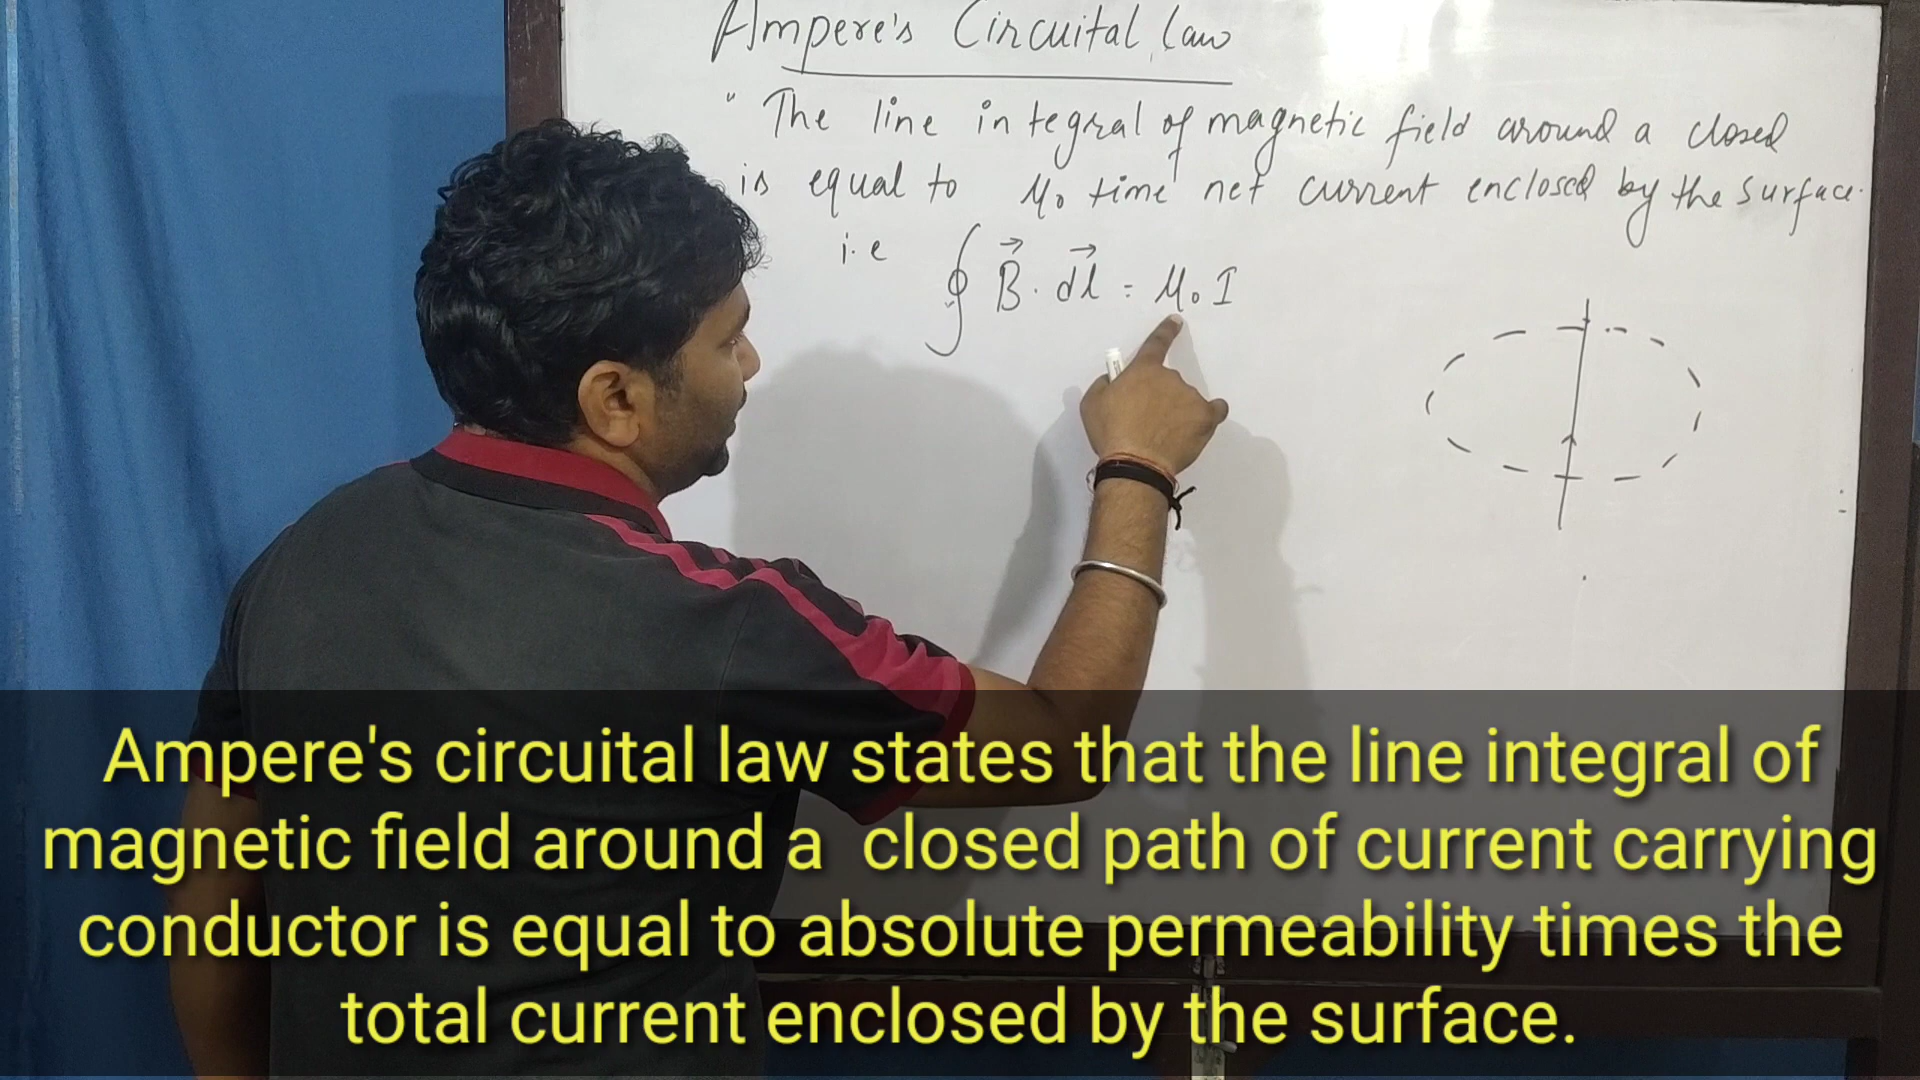 Ampere's Circuital Law
" The line integral of magnetic field around a closed
is equal to μ₀ time net current enclosed by the surface.
i.e ∮ B⃗ · dl⃗ = μ₀ I
Ampere's circuital law states that the line integral of
magnetic field around a closed path of current carrying
conductor is equal to absolute permeability times the
total current enclosed by the surface.